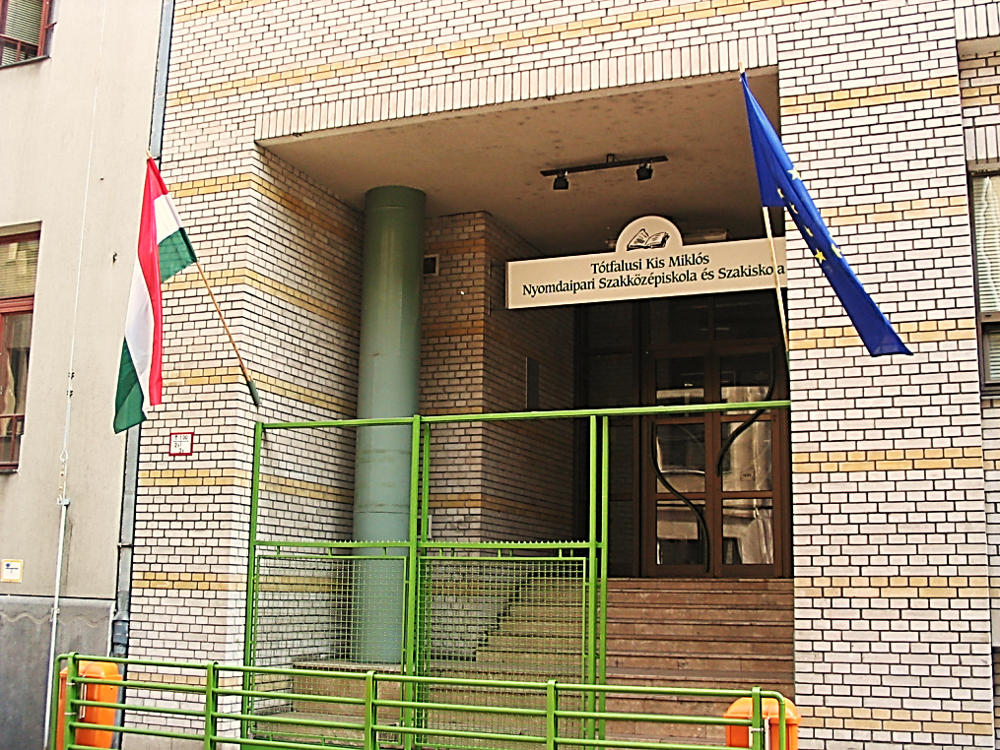 Tótfalusi Kis Miklós
Nyomdaipari Szakközépiskola és Szakiskola